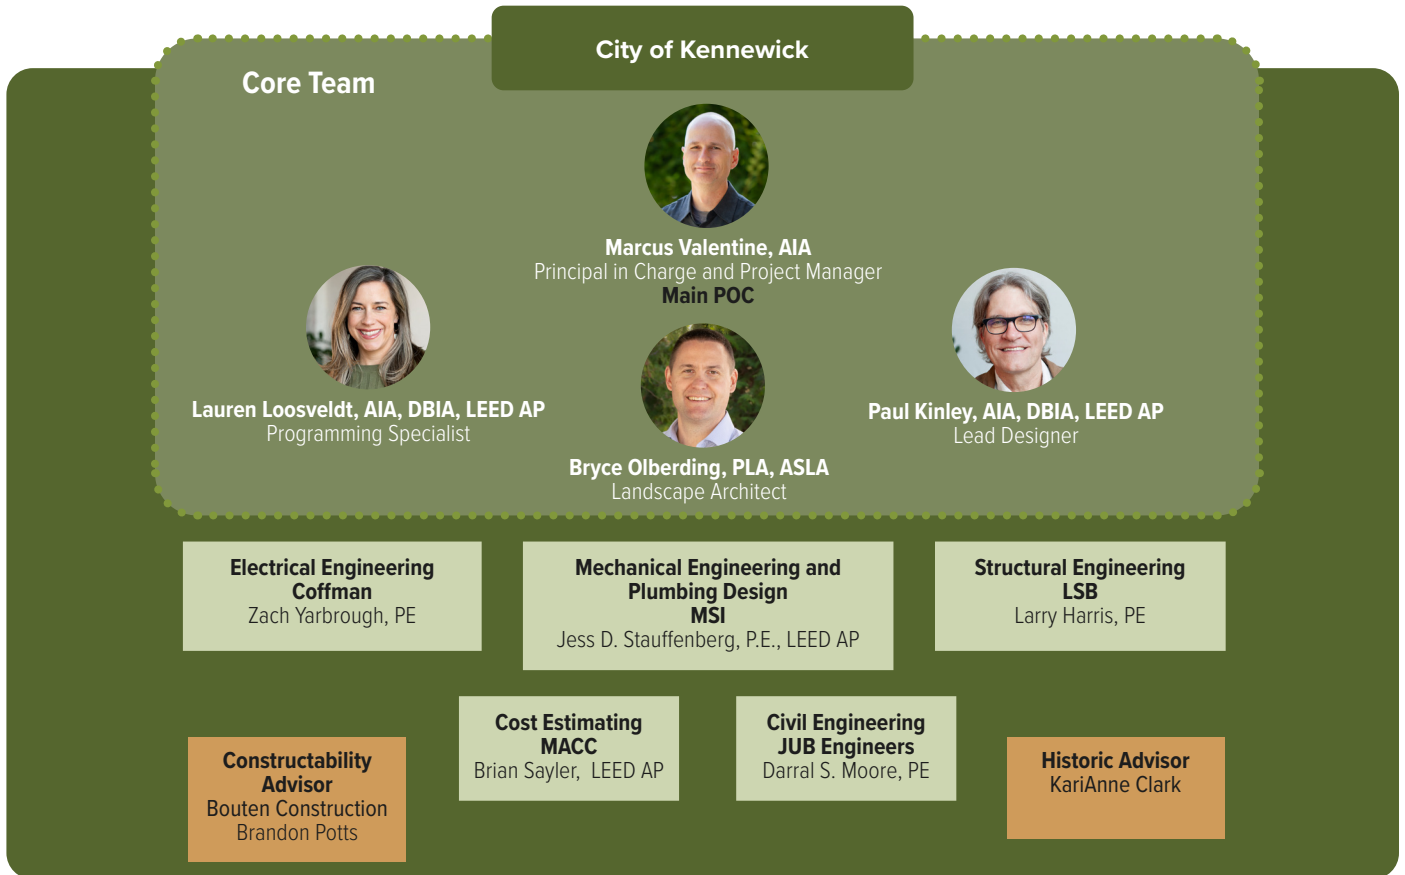 City of Kennewick
Core Team
Marcus Valentine, AIA
Principal in Charge and Project Manager
Main POC
Lauren Loosveldt, AIA, DBIA, LEED AP
Programming Specialist
Paul Kinley, AIA, DBIA, LEED AP
Lead Designer
Bryce Olberding, PLA, ASLA
Landscape Architect
Electrical Engineering
Coffman
Zach Yarbrough, PE
Mechanical Engineering and
Plumbing Design
MSI
Jess D. Stauffenberg, P.E., LEED AP
Structural Engineering
LSB
Larry Harris, PE
Constructability
Advisor
Bouten Construction
Brandon Potts
Cost Estimating
MACC
Brian Sayler, LEED AP
Civil Engineering
JUB Engineers
Darral S. Moore, PE
Historic Advisor
KariAnne Clark